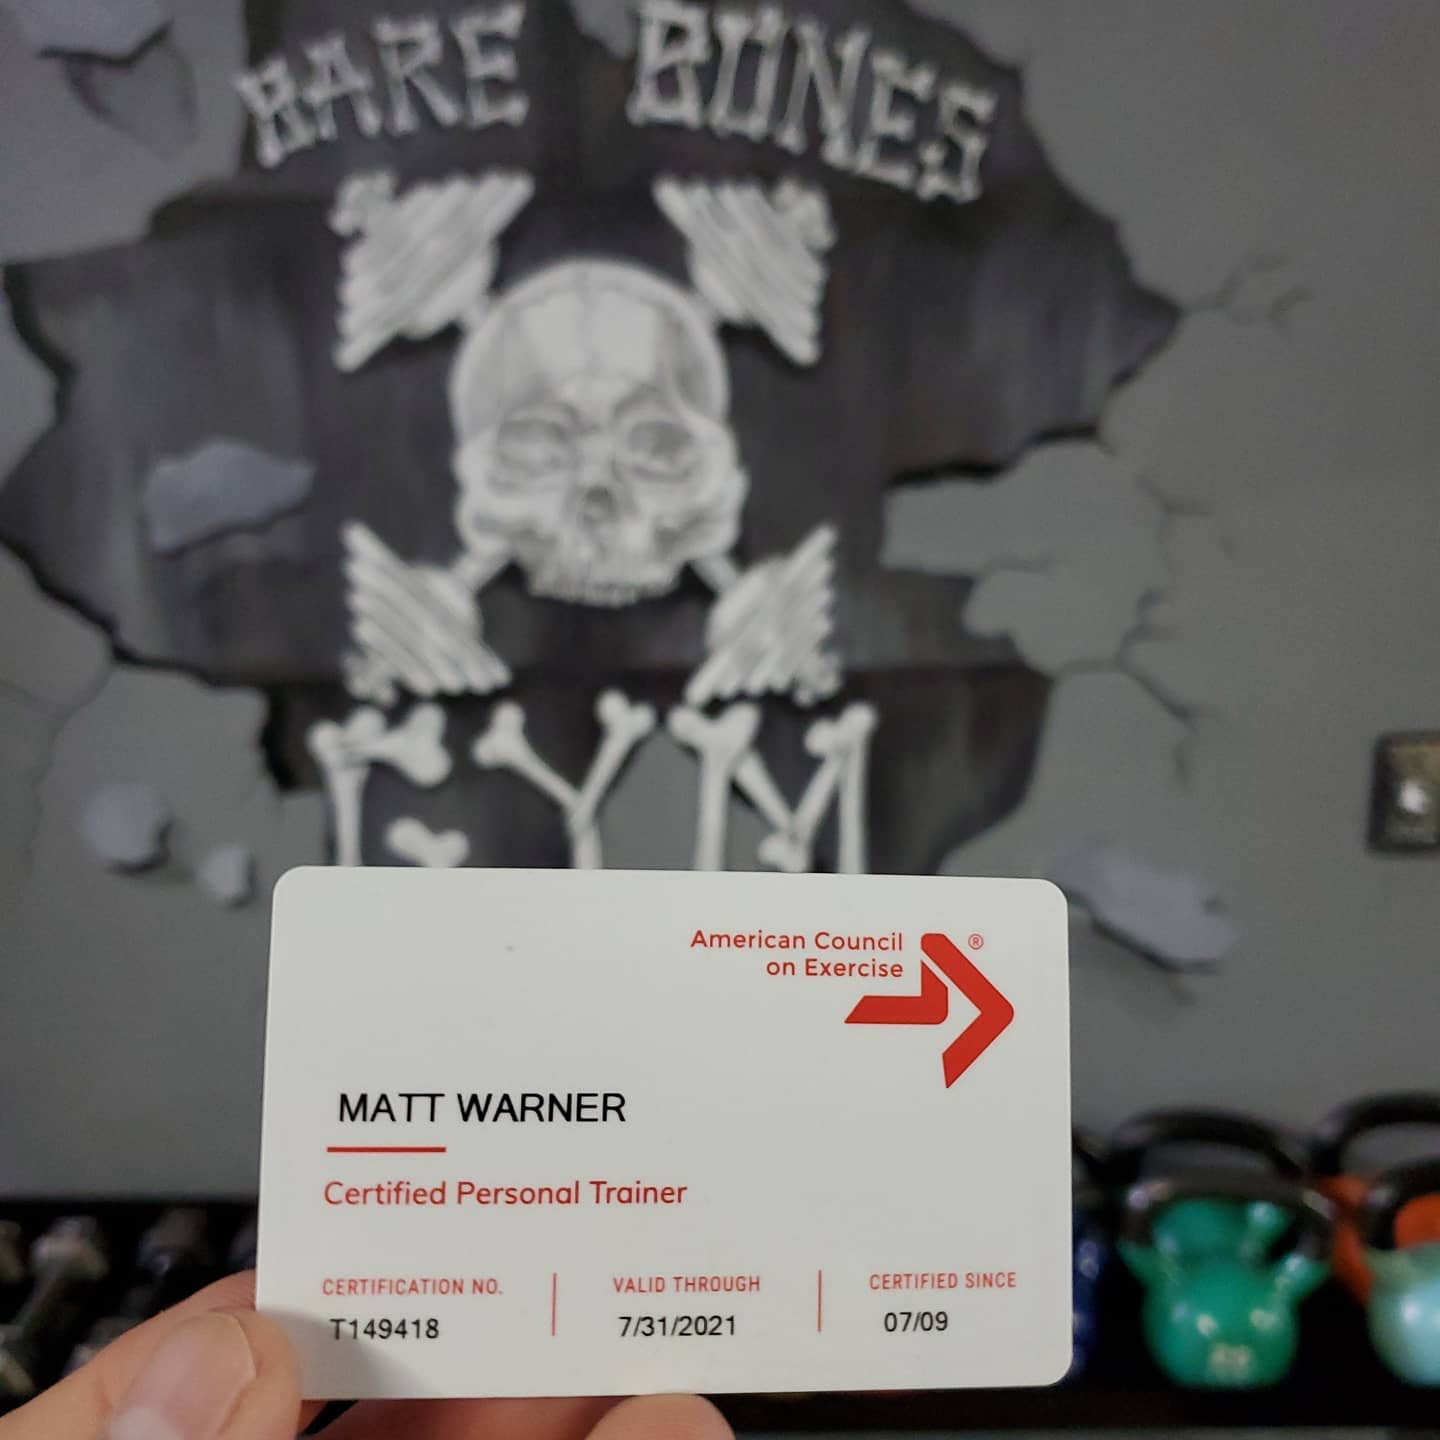 BARE BONES
GYM
American Council
on Exercise
®
MATT WARNER
Certified Personal Trainer
CERTIFICATION NO.
T149418
VALID THROUGH
7/31/2021
CERTIFIED SINCE
07/09